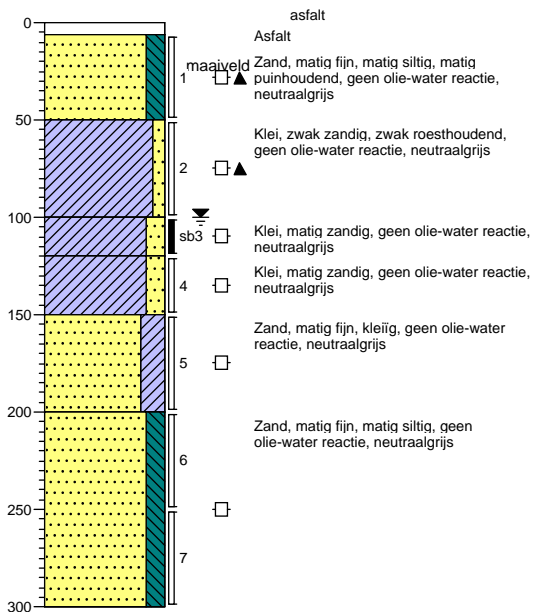 asfalt
0
Asfalt
maaiveld
1
Zand, matig fijn, matig siltig, matig
puinhoudend, geen olie-water reactie,
neutraalgrijs
50
2
Klei, zwak zandig, zwak roesthoudend,
geen olie-water reactie, neutraalgrijs
100
sb3
Klei, matig zandig, geen olie-water reactie,
neutraalgrijs
4
Klei, matig zandig, geen olie-water reactie,
neutraalgrijs
150
5
Zand, matig fijn, kleiïg, geen olie-water
reactie, neutraalgrijs
200
6
Zand, matig fijn, matig siltig, geen
olie-water reactie, neutraalgrijs
250
7
300